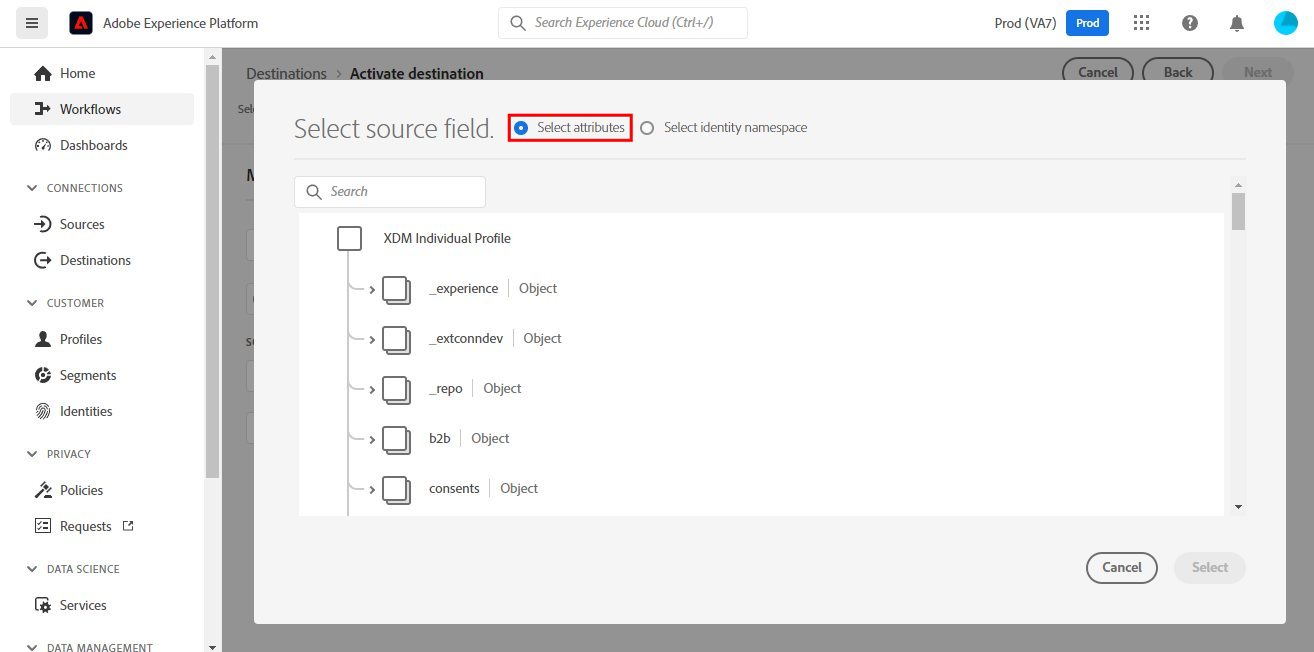 Adobe Experience Platform
Search Experience Cloud (Ctrl+/)
Prod (VA7)
Prod
Home
Workflows
Dashboards
CONNECTIONS
Sources
Destinations
CUSTOMER
Profiles
Segments
Identities
PRIVACY
Policies
Requests
DATA SCIENCE
Services
DATA MANAGEMENT
Destinations > Activate destination
Cancel
Back
Next
Select source field.
Select attributes
Select identity namespace
Search
XDM Individual Profile
_experience | Object
_extconndev | Object
_repo | Object
b2b | Object
consents | Object
Cancel
Select